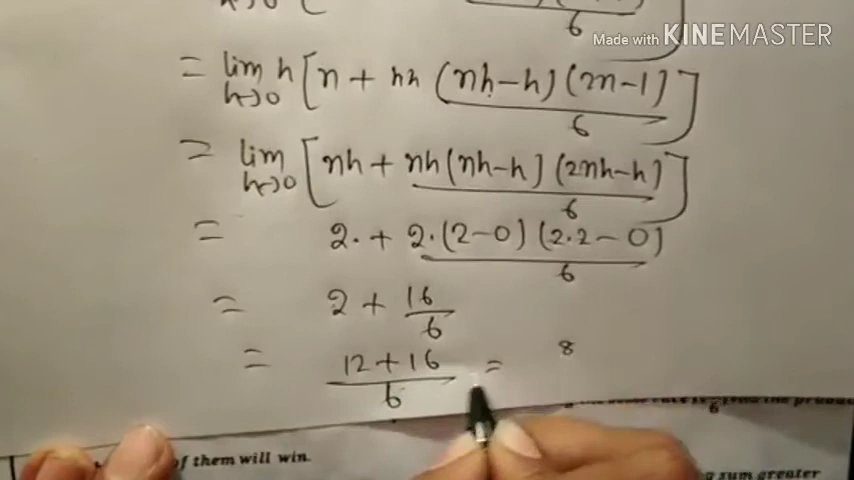 6
Made with KINEMASTER
= lim h→0 h[n + nh (nh-h)(2n-1)/6]
= lim h→0 [nh + nh(nh-h)(2nh-h)/6]
= 2. + 2.(2-0)(2.2-0)/6
= 2 + 16/6
= 12+16/6 = 8
6
of them will win.
sum greater